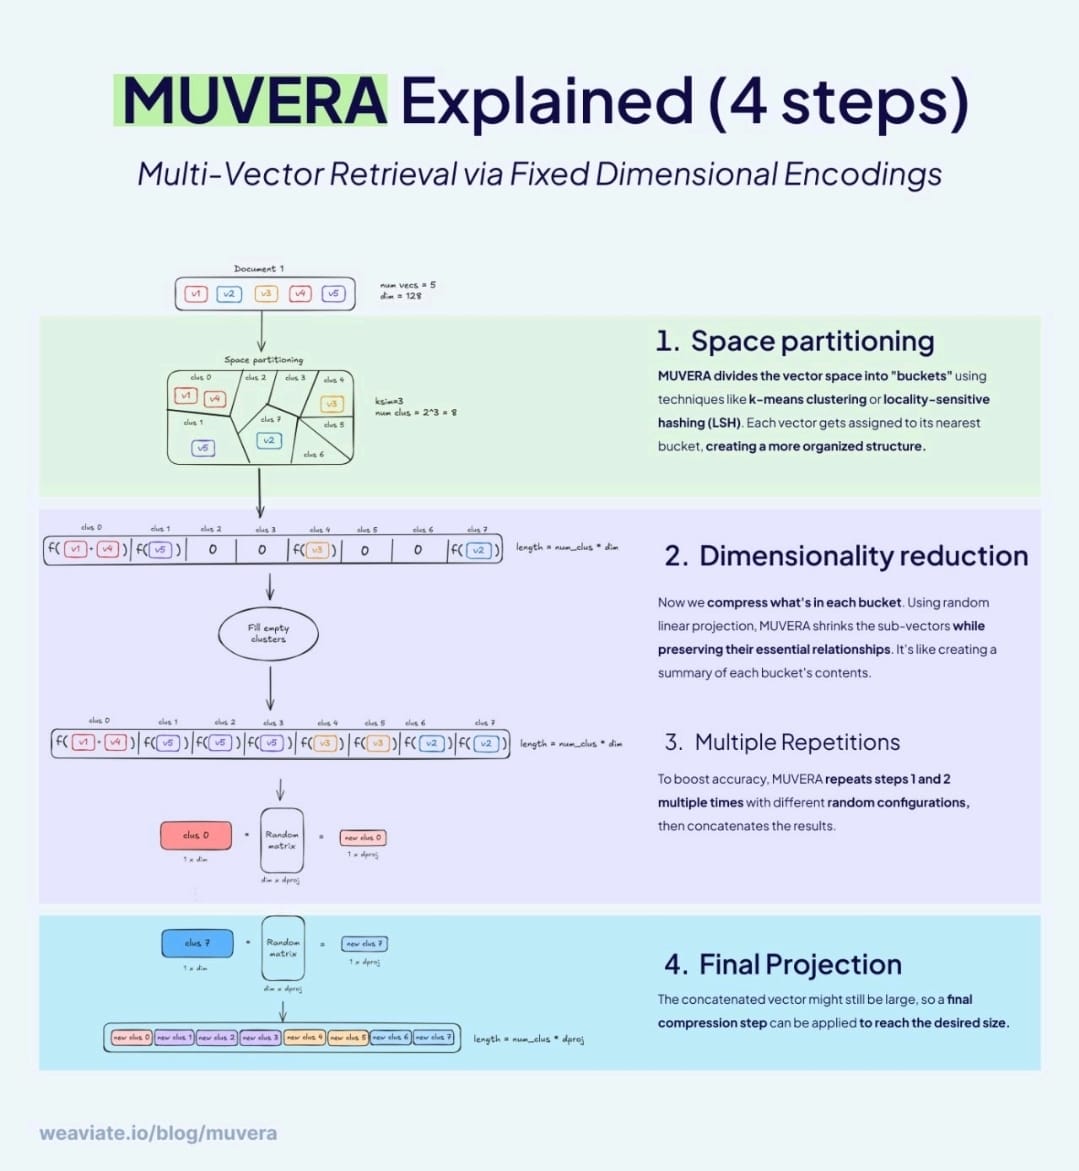 MUVERA Explained (4 steps)
Multi-Vector Retrieval via Fixed Dimensional Encodings
Document 1
v1 v2 v3 v4 v5
num vecs = 5
dim = 128
Space partitioning
clus 0 clus 2 clus 3 clus 4
v1 v4 v3
clus 1 clus 7 clus 5
v5 v2
clus 6
ksim=3
num clus = 2^3 = 8
1. Space partitioning
MUVERA divides the vector space into "buckets" using
techniques like k-means clustering or locality-sensitive
hashing (LSH). Each vector gets assigned to its nearest
bucket, creating a more organized structure.
clus 0 clus 1 clus 2 clus 3 clus 4 clus 5 clus 6 clus 7
f( v1 + v4 ) f( v5 ) 0 0 f( v3 ) 0 0 f( v2 )
length = num_clus * dim
Fill empty
clusters
2. Dimensionality reduction
Now we compress what's in each bucket. Using random
linear projection, MUVERA shrinks the sub-vectors while
preserving their essential relationships. It's like creating a
summary of each bucket's contents.
clus 0 clus 1 clus 2 clus 3 clus 4 clus 5 clus 6 clus 7
f( v1 + v4 ) f( v5 ) f( v5 ) f( v5 ) f( v3 ) f( v3 ) f( v2 ) f( v2 )
length = num_clus * dim
3. Multiple Repetitions
To boost accuracy, MUVERA repeats steps 1 and 2
multiple times with different random configurations,
then concatenates the results.
clus 0 * Random = new clus 0
matrix
1 x dim 1 x dproj
dim x dproj
clus 7 * Random = new clus 7
matrix
1 x dim 1 x dproj
dim x dproj
4. Final Projection
The concatenated vector might still be large, so a final
compression step can be applied to reach the desired size.
new clus 0 new clus 1 new clus 2 new clus 3 new clus 4 new clus 5 new clus 6 new clus 7
length = num_clus * dproj
weaviate.io/blog/muvera